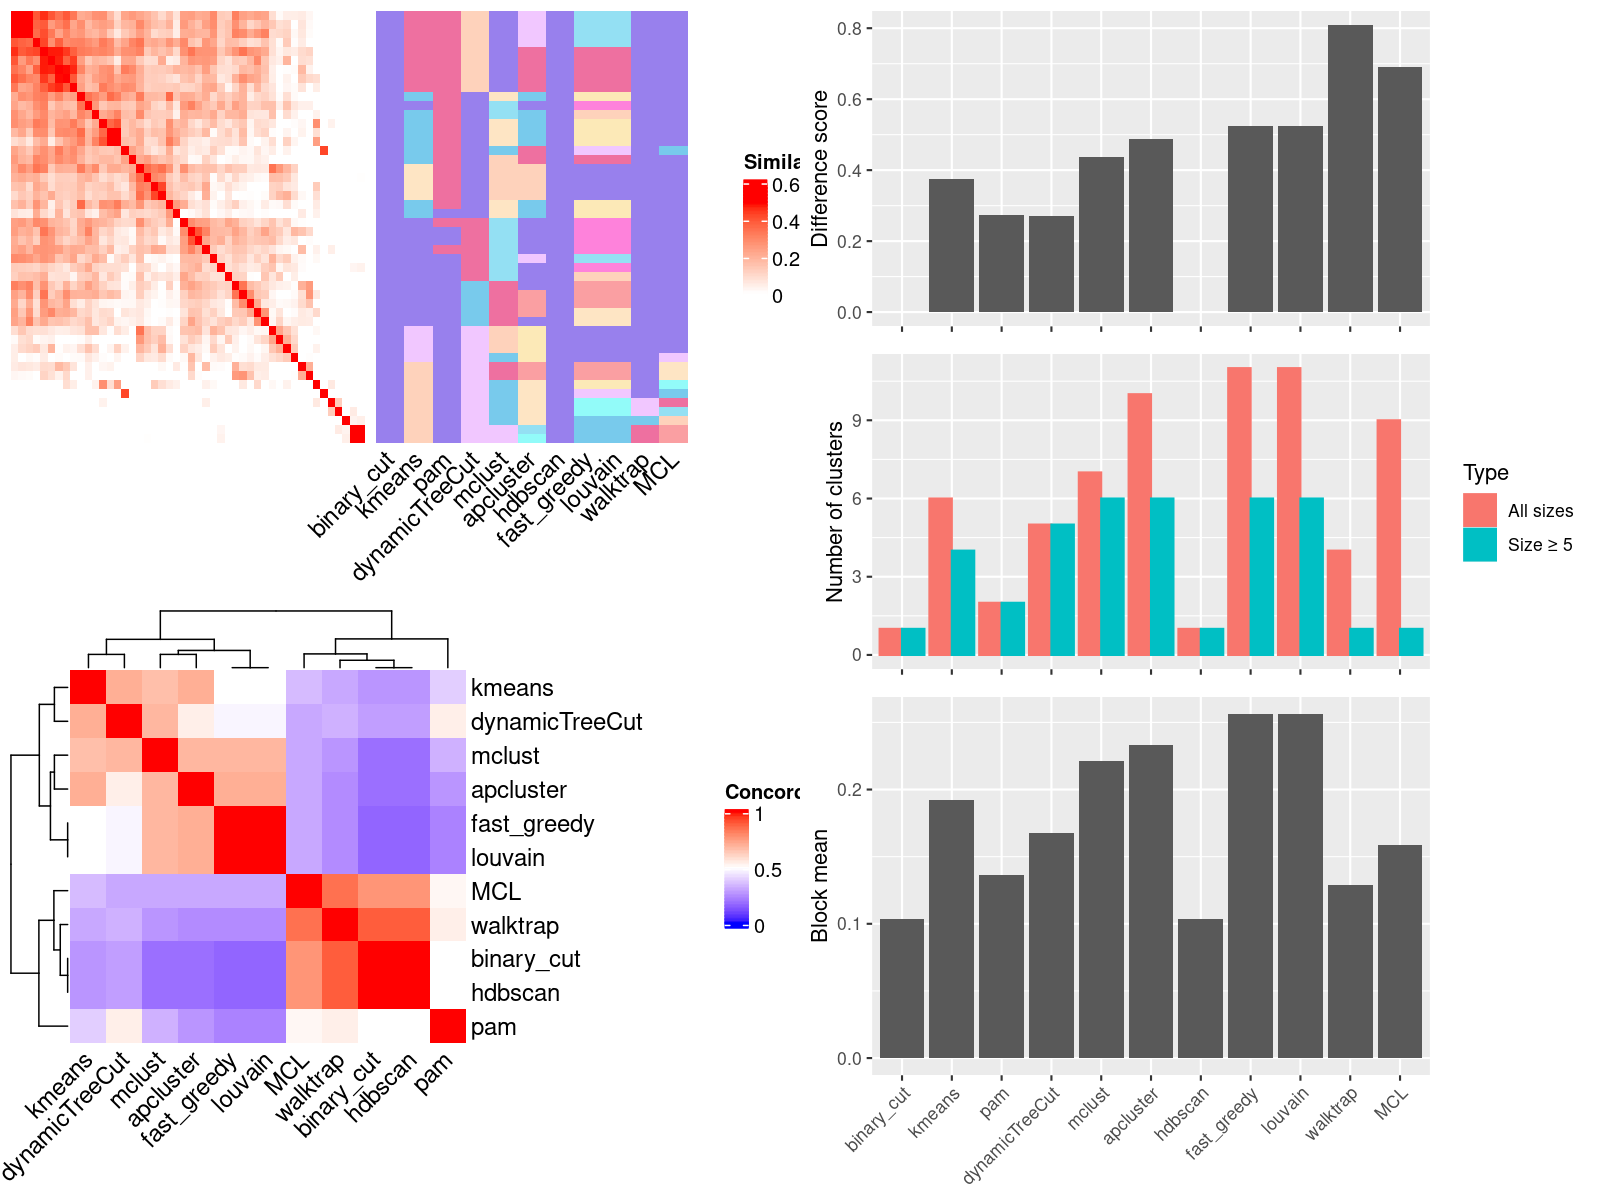 Simila
0.6
0.4
0.2
0
binary_cut
kmeans
pam
dynamicTreeCut
mclust
apcluster
hdbscan
fast_greedy
louvain
walktrap
MCL
Difference score
0.8
0.6
0.4
0.2
0.0
Number of clusters
9
6
3
0
Type
All sizes
Size ≥ 5
kmeans
dynamicTreeCut
mclust
apcluster
fast_greedy
louvain
MCL
walktrap
binary_cut
hdbscan
pam
kmeans
dynamicTreeCut
mclust
apcluster
fast_greedy
louvain
MCL
walktrap
binary_cut
hdbscan
pam
Concord
1
0.5
0
Block mean
0.2
0.1
0.0
binary_cut
kmeans
pam
dynamicTreeCut
mclust
apcluster
hdbscan
fast_greedy
louvain
walktrap
MCL